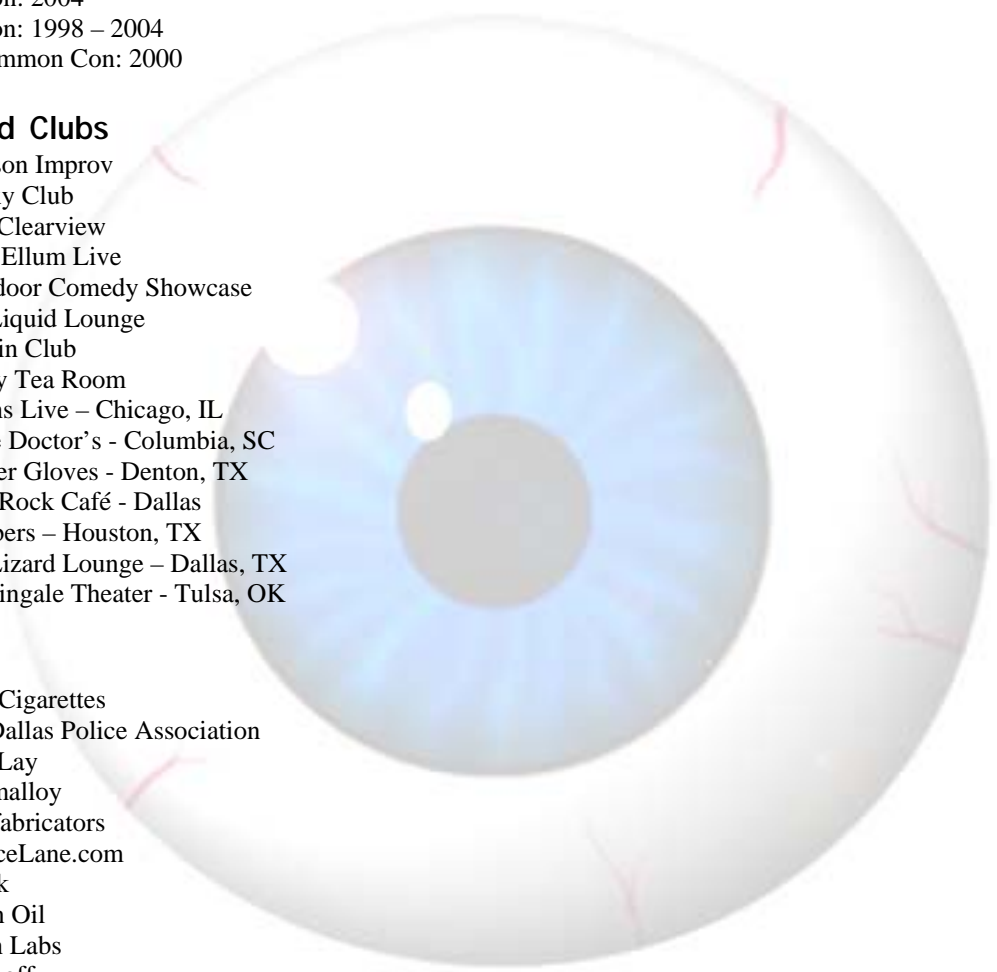 on: 2004
on: 1998 – 2004
mmon Con: 2000
d Clubs
son Improv
y Club
Clearview
Ellum Live
door Comedy Showcase
Liquid Lounge
in Club
y Tea Room
ns Live – Chicago, IL
e Doctor's - Columbia, SC
er Gloves - Denton, TX
Rock Café - Dallas
bers – Houston, TX
Lizard Lounge – Dallas, TX
ingale Theater - Tulsa, OK
Cigarettes
Dallas Police Association
Lay
malloy
fabricators
ceLane.com
k
n Oil
n Labs